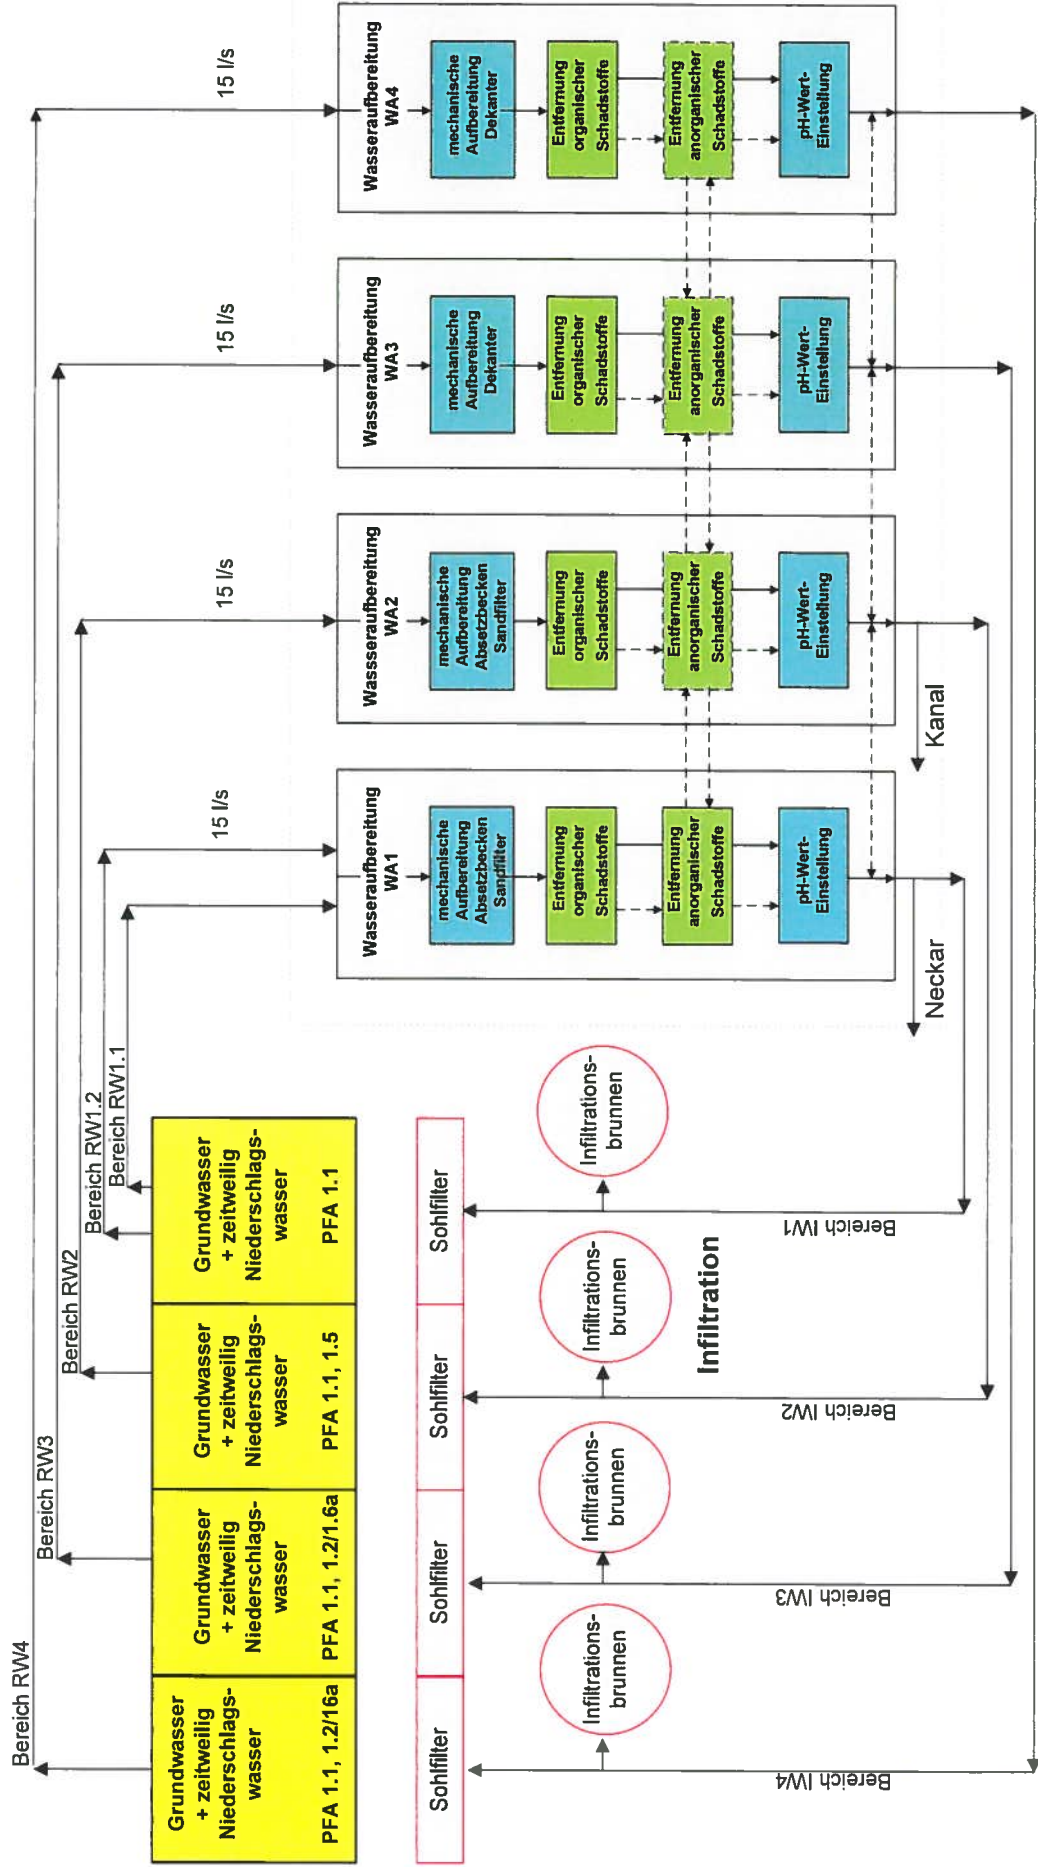 Bereich RW4
Bereich RW3
Bereich RW2
Bereich RW1.2
Bereich RW1.1
Grundwasser
+ zeitweilig
Niederschlags-
wasser
PFA 1.1, 1.2/16a
Grundwasser
+ zeitweilig
Niederschlags-
wasser
PFA 1.1, 1.2/1.6a
Grundwasser
+ zeitweilig
Niederschlags-
wasser
PFA 1.1, 1.5
Grundwasser
+ zeitweilig
Niederschlags-
wasser
PFA 1.1
15 l/s
15 l/s
15 l/s
15 l/s
Sohlfilter
Sohlfilter
Sohlfilter
Sohlfilter
Infiltrations-
brunnen
Infiltrations-
brunnen
Infiltrations-
brunnen
Infiltrations-
brunnen
Infiltration
Bereich IW4
Bereich IW3
Bereich IW2
Bereich IW1
Wasseraufbereitung
WA1
mechanische
Aufbereitung
Absetzbecken
Sandfilter
Entfernung
organischer
Schadstoffe
Entfernung
anorganischer
Schadstoffe
pH-Wert-
Einstellung
Neckar
Wassseraufbereitung
WA2
mechanische
Aufbereitung
Absetzbecken
Sandfilter
Entfernung
organischer
Schadstoffe
Entfernung
anorganischer
Schadstoffe
pH-Wert-
Einstellung
Kanal
Wasseraufbereitung
WA3
mechanische
Aufbereitung
Dekanter
Entfernung
organischer
Schadstoffe
Entfernung
anorganischer
Schadstoffe
pH-Wert-
Einstellung
Wasseraufbereitung
WA4
mechanische
Aufbereitung
Dekanter
Entfernung
organischer
Schadstoffe
Entfernung
anorganischer
Schadstoffe
pH-Wert-
Einstellung